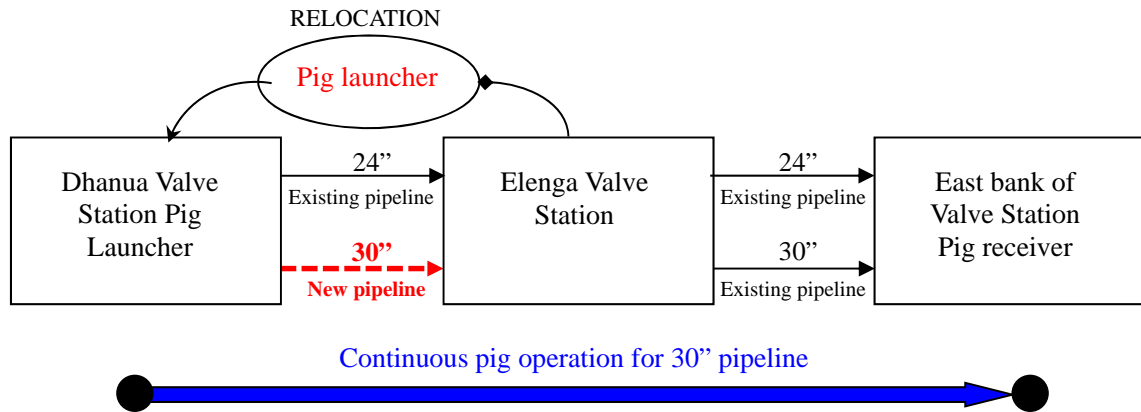 RELOCATION
Pig launcher
Dhanua Valve
Station Pig
Launcher
24”
Existing pipeline
30”
New pipeline
Elenga Valve
Station
24”
Existing pipeline
30”
Existing pipeline
East bank of
Valve Station
Pig receiver
Continuous pig operation for 30” pipeline